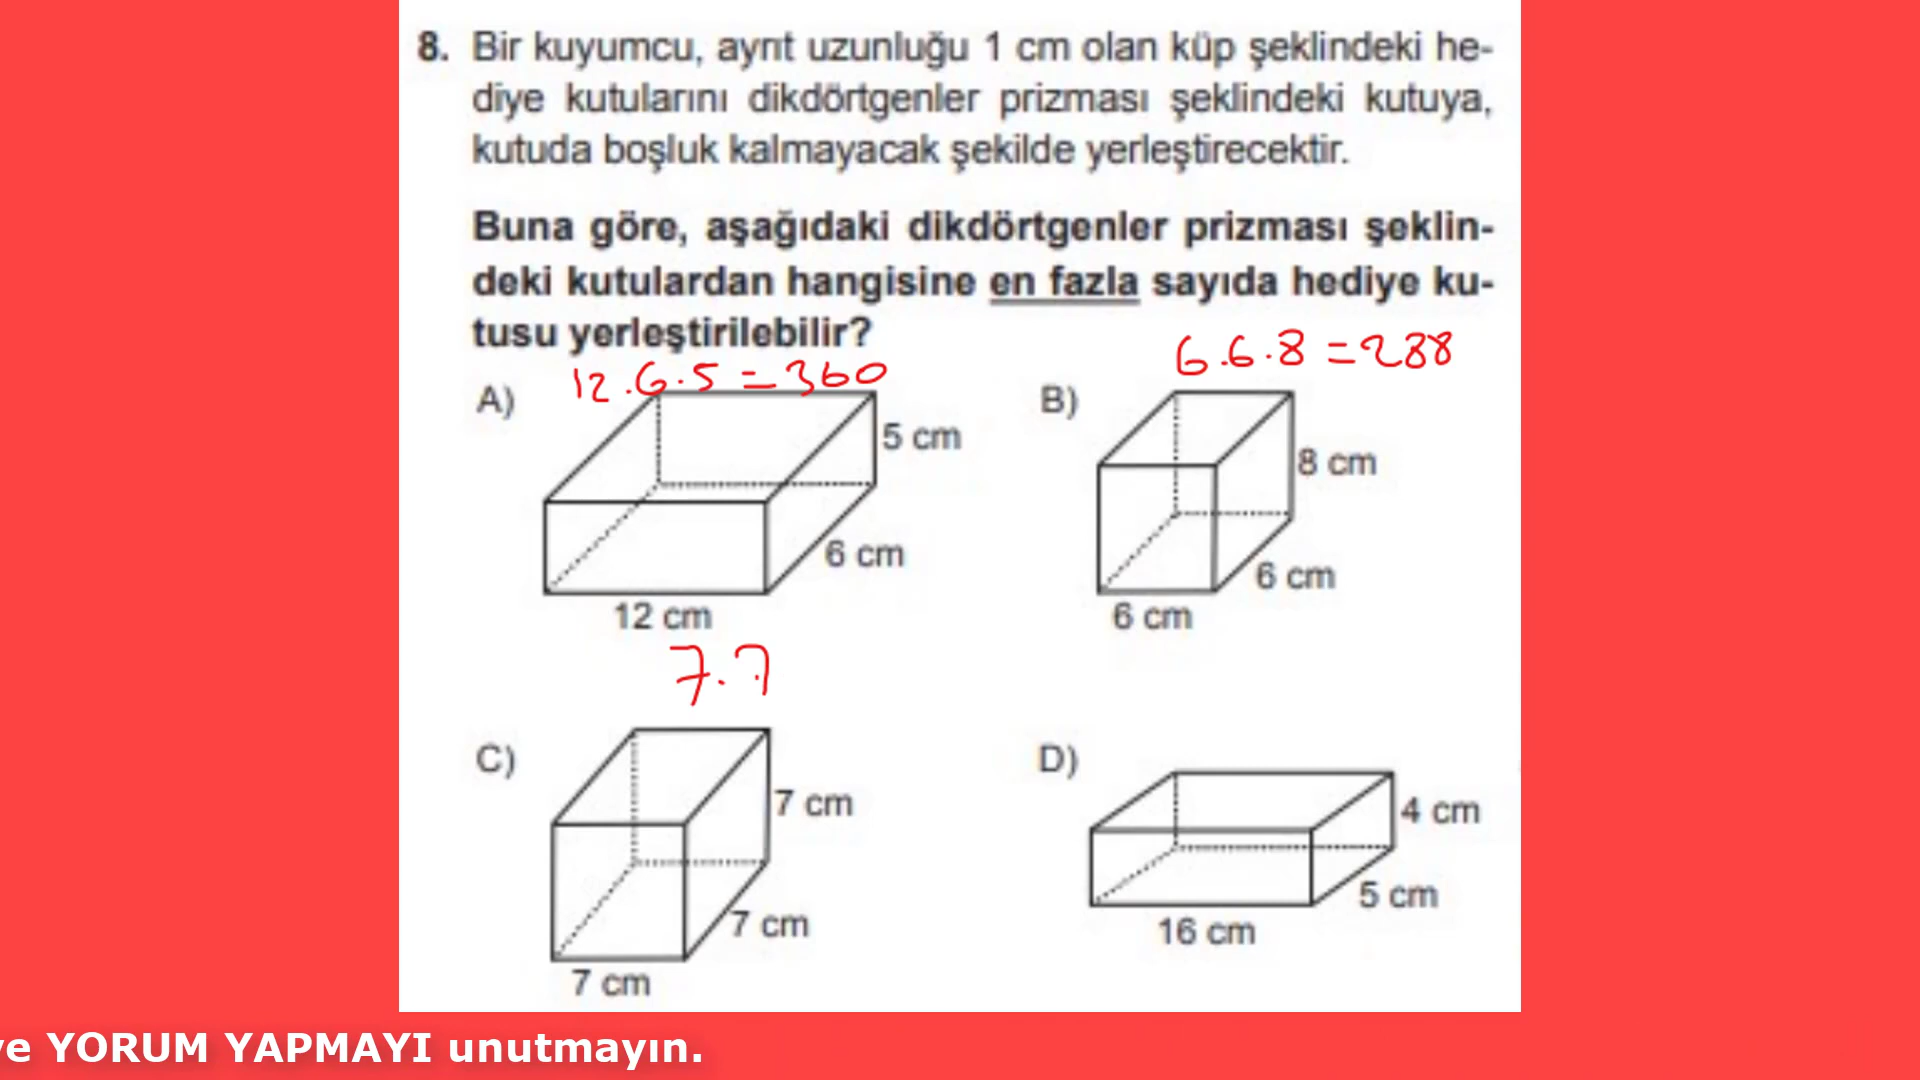 8. Bir kuyumcu, ayrıt uzunluğu 1 cm olan küp şeklindeki he-
diye kutularını dikdörtgenler prizması şeklindeki kutuya,
kutuda boşluk kalmayacak şekilde yerleştirecektir.
Buna göre, aşağıdaki dikdörtgenler prizması şeklin-
deki kutulardan hangisine en fazla sayıda hediye ku-
tusu yerleştirilebilir?
A) 12.6.5=360
5 cm
6 cm
12 cm
B) 6.6.8=288
8 cm
6 cm
6 cm
C) 7.7
7 cm
7 cm
7 cm
D)
4 cm
5 cm
16 cm
ve YORUM YAPMAYI unutmayın.